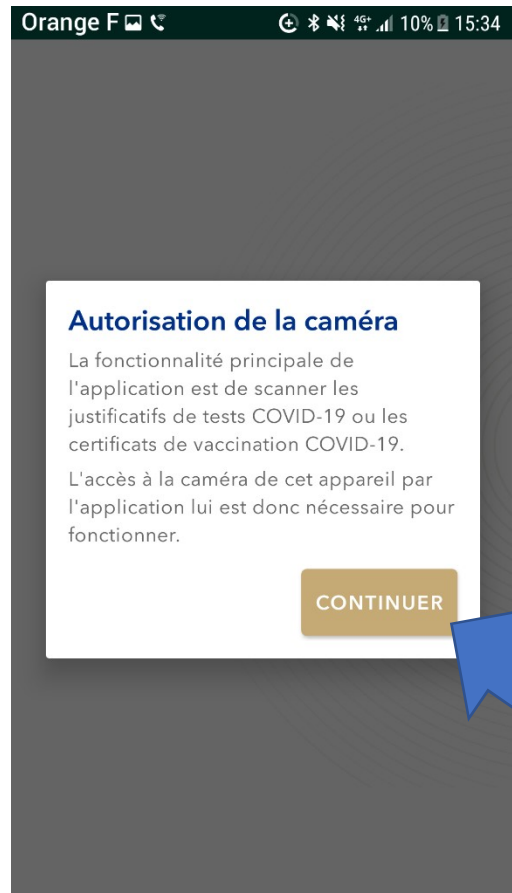 Orange F 4G+ 10% 15:34
Autorisation de la caméra
La fonctionnalité principale de
l'application est de scanner les
justificatifs de tests COVID-19 ou les
certificats de vaccination COVID-19.
L'accès à la caméra de cet appareil par
l'application lui est donc nécessaire pour
fonctionner.
CONTINUER